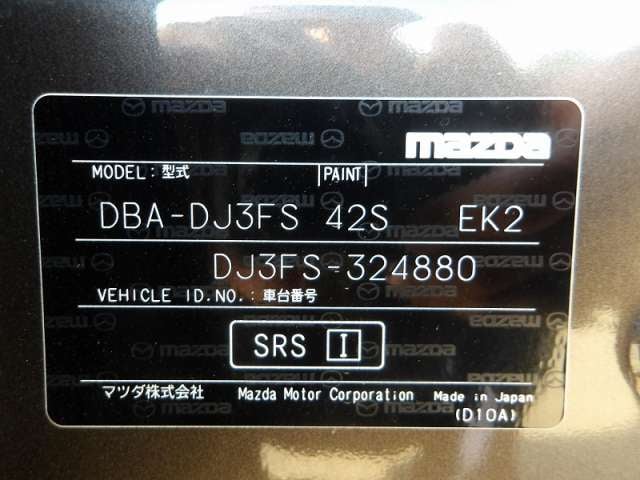 mazda
MODEL:型式 PAINT
DBA-DJ3FS 42S EK2
DJ3FS-324880
VEHICLE ID.NO.:車台番号
SRS I
マツダ株式会社 Mazda Motor Corporation Made in Japan
(D10A)